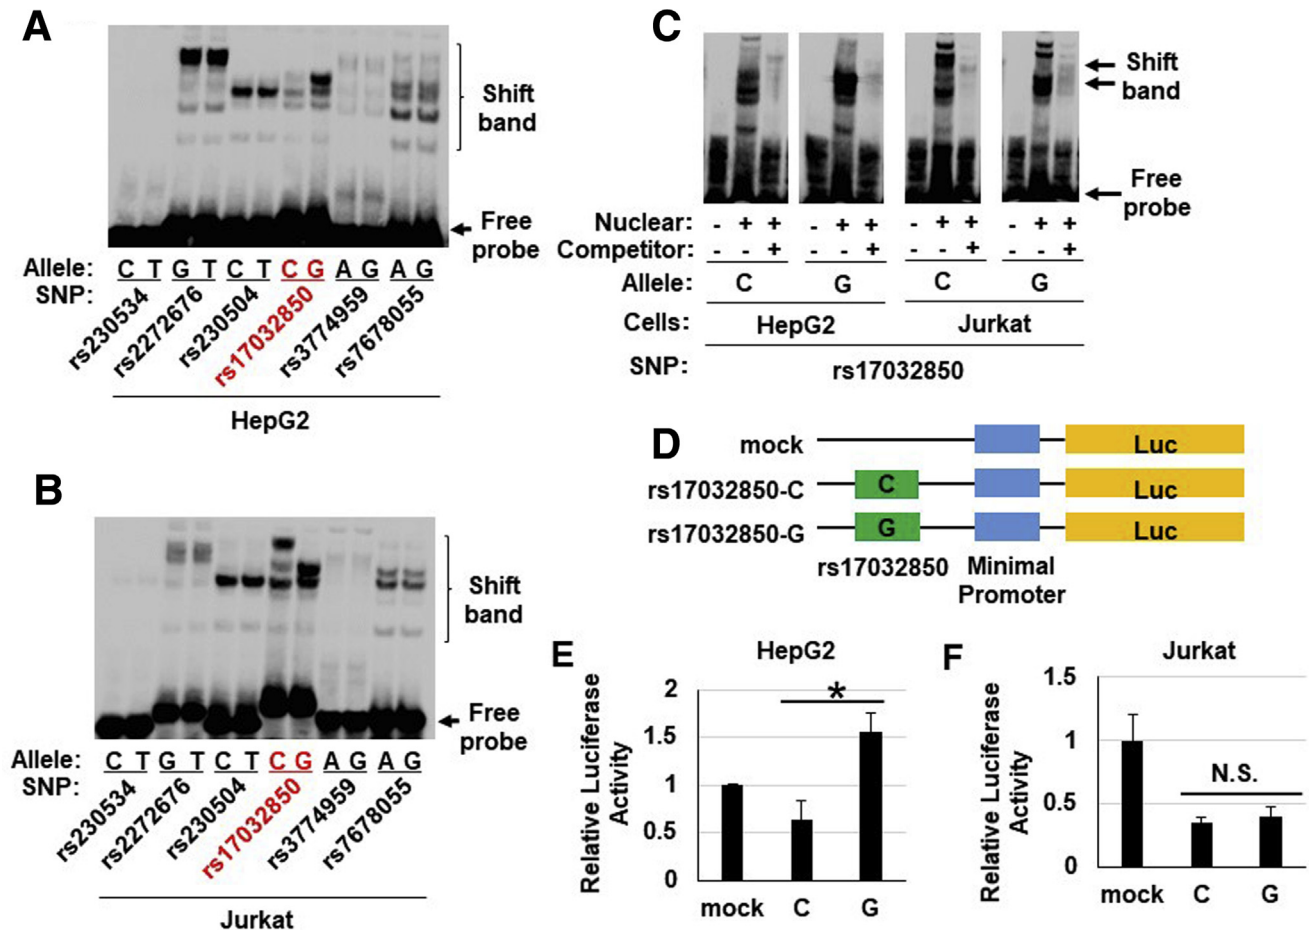 A
Shift
band
Free
probe
Allele: C T G T C T C G A G A G
SNP:
rs230534
rs2272676
rs230504
rs17032850
rs3774959
rs7678055
HepG2
B
Shift
band
Free
probe
Allele: C T G T C T C G A G A G
SNP:
rs230534
rs2272676
rs230504
rs17032850
rs3774959
rs7678055
Jurkat
C
Shift
band
Free
probe
Nuclear: - + + - + + - + + - + +
Competitor: - - + - - + - - + - - +
Allele: C G C G
Cells: HepG2 Jurkat
SNP: rs17032850
D
mock Luc
rs17032850-C C Luc
rs17032850-G G Luc
rs17032850 Minimal
Promoter
E
HepG2
Relative Luciferase
Activity
2
1.5
1
0.5
0
*
mock C G
F
Jurkat
Relative Luciferase
Activity
1.5
1
0.5
0
N.S.
mock C G